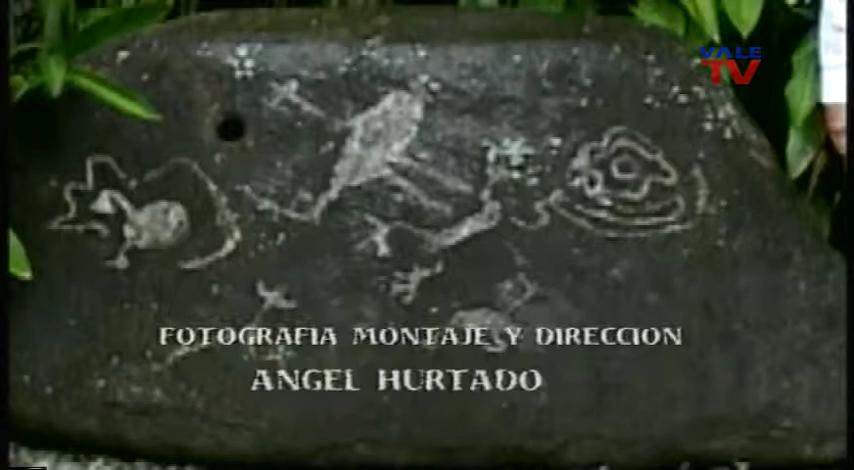 VALE
TV
FOTOGRAFIA MONTAJE Y DIRECCION
ANGEL HURTADO